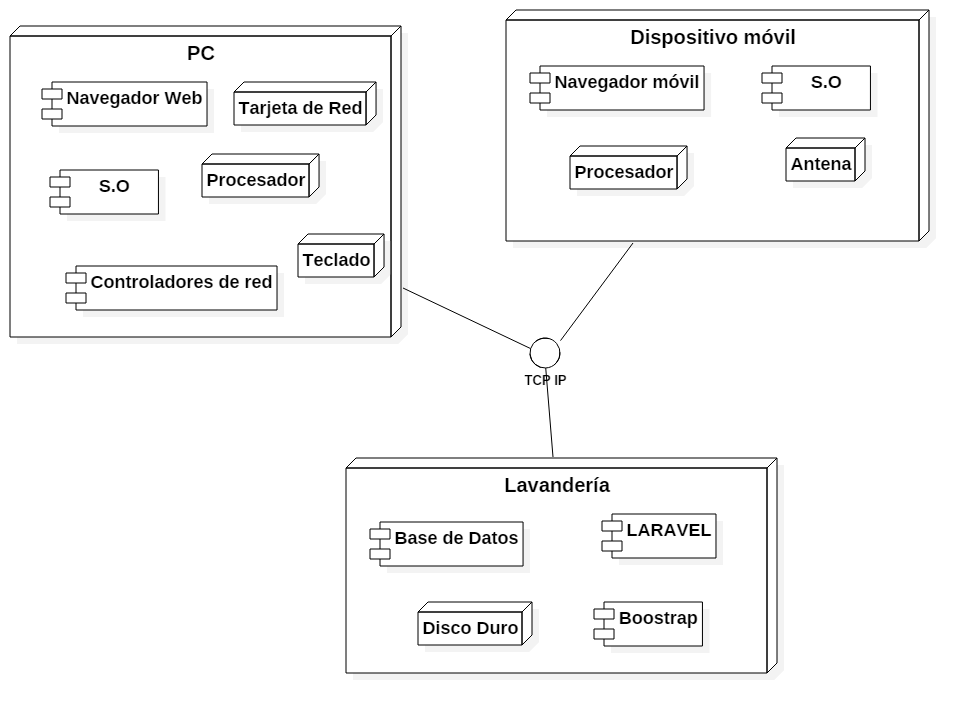 PC
Navegador Web
Tarjeta de Red
S.O
Procesador
Teclado
Controladores de red
Dispositivo móvil
Navegador móvil
S.O
Procesador
Antena
TCP IP
Lavandería
Base de Datos
LARAVEL
Disco Duro
Boostrap